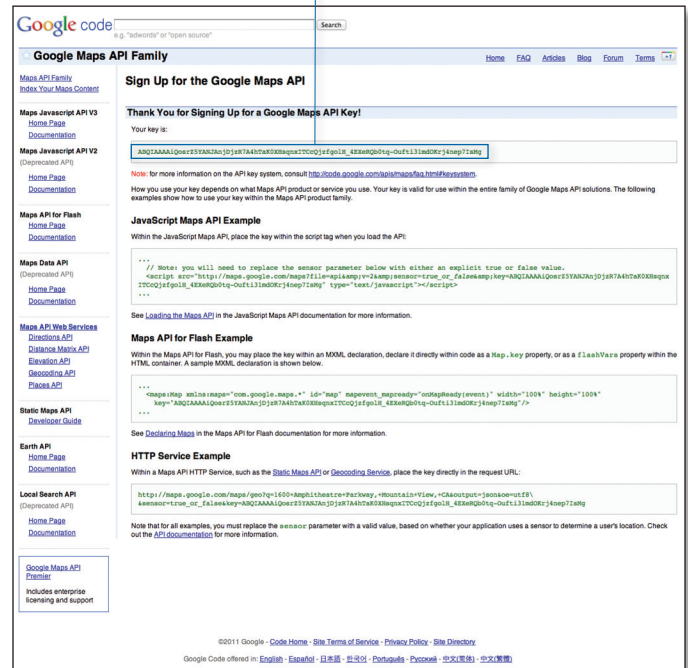 Google code
Search
e.g. "adwords" or "open source"
Google Maps API Family
Home FAQ Articles Blog Forum Terms
Maps API Family
Index Your Maps Content
Maps Javascript API V3
Home Page
Documentation
Maps Javascript API V2
(Deprecated API)
Home Page
Documentation
Maps API for Flash
Home Page
Documentation
Maps Data API
(Deprecated API)
Home Page
Documentation
Maps API Web Services
Directions API
Distance Matrix API
Elevation API
Geocoding API
Places API
Static Maps API
Developer Guide
Earth API
Home Page
Documentation
Local Search API
(Deprecated API)
Home Page
Documentation
Google Maps API
Premier
Includes enterprise
licensing and support
Sign Up for the Google Maps API
Thank You for Signing Up for a Google Maps API Key!
Your key is:
Note: for more information on the API key system, consult http://code.google.com/apis/maps/faq.html#keysystem.
How you use your key depends on what Maps API product or service you use. Your key is valid for use within the entire family of Google Maps API solutions. The following
examples show how to use your key within the Maps API product family.
JavaScript Maps API Example
Within the JavaScript Maps API, place the key within the script tag when you load the API:
...
// Note: you will need to replace the sensor parameter below with either an explicit true or false value.
<script src="http://maps.google.com/maps?file=api&amp;v=2&amp;sensor=true_or_false&amp;key=
type="text/javascript"></script>
...
See Loading the Maps API in the JavaScript Maps API documentation for more information.
Maps API for Flash Example
Within the Maps API for Flash, you may place the key within an MXML declaration, declare it directly within code as a Map.key property, or as a flashVars property within the
HTML container. A sample MXML declaration is shown below.
...
<maps:Map xmlns:maps="com.google.maps.*" id="map" mapevent_mapready="onMapReady(event)" width="100%" height="100%"
key=
...
See Declaring Maps in the Maps API for Flash documentation for more information.
HTTP Service Example
Within a Maps API HTTP Service, such as the Static Maps API or Geocoding Service, place the key directly in the request URL:
http://maps.google.com/maps/geo?q=1600+Amphitheatre+Parkway,+Mountain+View,+CA&output=json&oe=utf8\
&sensor=true_or_false&key=
Note that for all examples, you must replace the sensor parameter with a valid value, based on whether your application uses a sensor to determine a user's location. Check
out the API documentation for more information.
©2011 Google - Code Home - Site Terms of Service - Privacy Policy - Site Directory
Google Code offered in: English - Español - 日本語 - 한국어 - Português - Pусский - 中文(简体) - 中文(繁體)